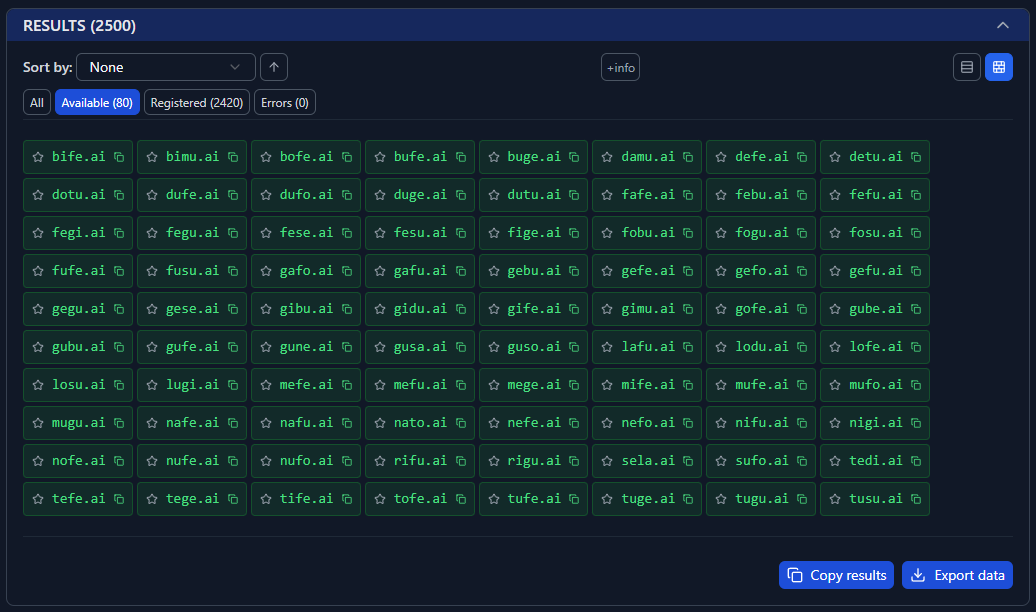 RESULTS (2500)
Sort by: None +info
All Available (80) Registered (2420) Errors (0)
bife.ai bimu.ai bofe.ai bufe.ai buge.ai damu.ai defe.ai detu.ai
dotu.ai dufe.ai dufo.ai duge.ai dutu.ai fafe.ai febu.ai fefu.ai
fegi.ai fegu.ai fese.ai fesu.ai fige.ai fobu.ai fogu.ai fosu.ai
fufe.ai fusu.ai gafo.ai gafu.ai gebu.ai gefe.ai gefo.ai gefu.ai
gegu.ai gese.ai gibu.ai gidu.ai gife.ai gimu.ai gofe.ai gube.ai
gubu.ai gufe.ai gune.ai gusa.ai guso.ai lafu.ai lodu.ai lofe.ai
losu.ai lugi.ai mefe.ai mefu.ai mege.ai mife.ai mufe.ai mufo.ai
mugu.ai nafe.ai nafu.ai nato.ai nefe.ai nefo.ai nifu.ai nigi.ai
nofe.ai nufe.ai nufo.ai rifu.ai rigu.ai sela.ai sufo.ai tedi.ai
tefe.ai tege.ai tife.ai tofe.ai tufe.ai tuge.ai tugu.ai tusu.ai
Copy results Export data